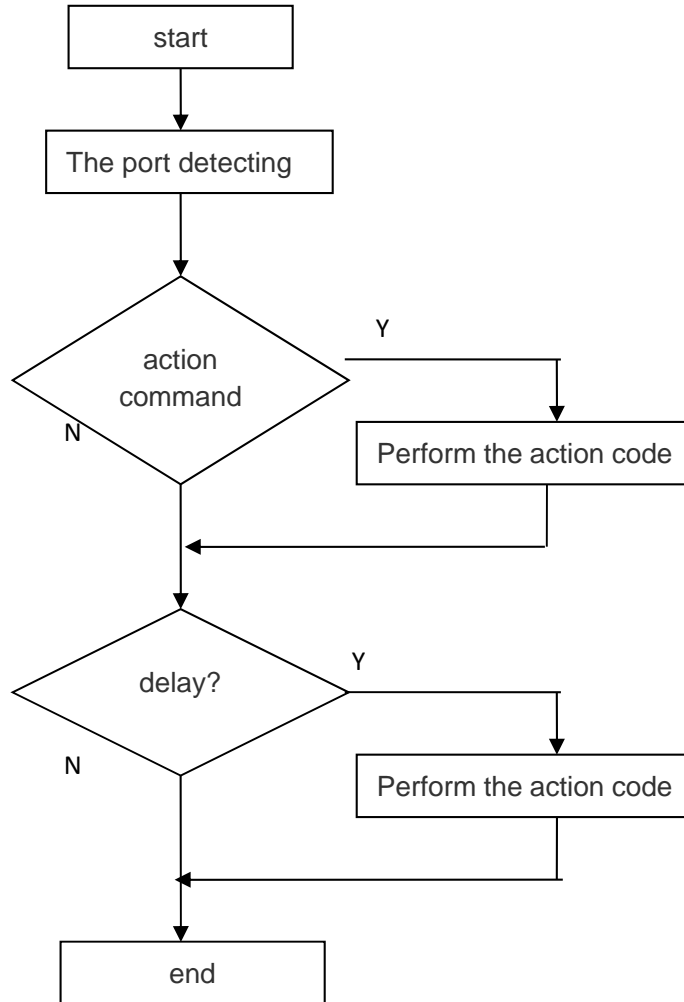 start
The port detecting
Y
action
command
N
Perform the action code
Y
delay?
N
Perform the action code
end